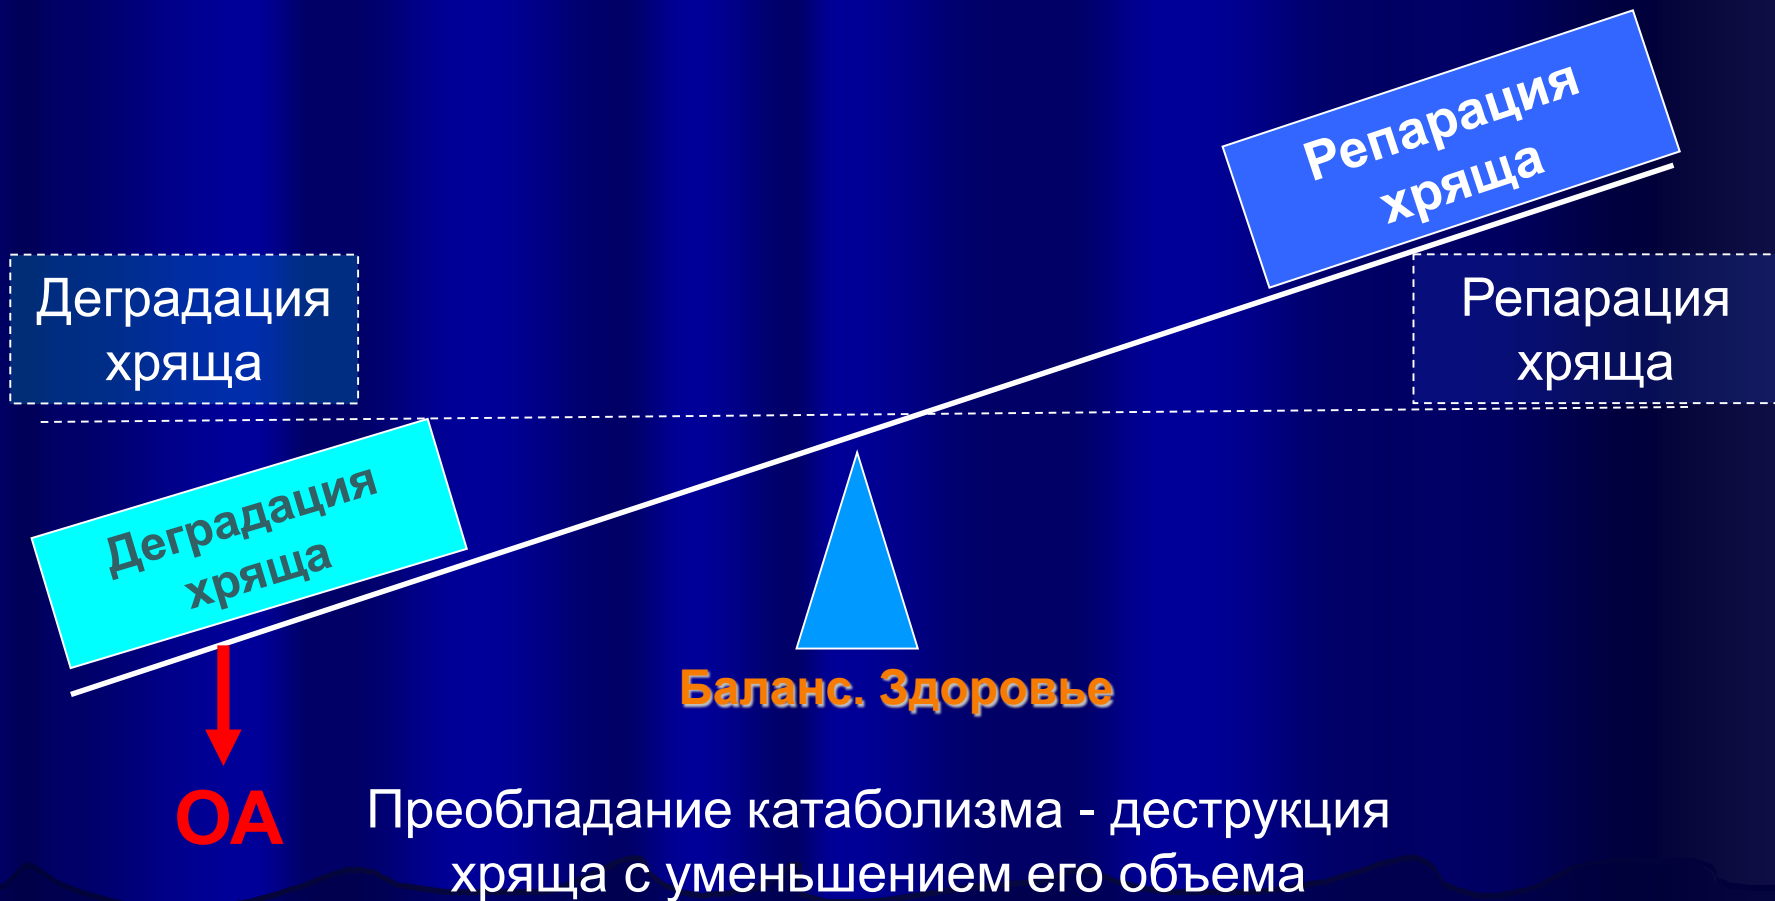 Репарация
хряща
Деградация
хряща
Репарация
хряща
Деградация
хряща
Баланс. Здоровье
ОА
Преобладание катаболизма - деструкция
хряща с уменьшением его объема